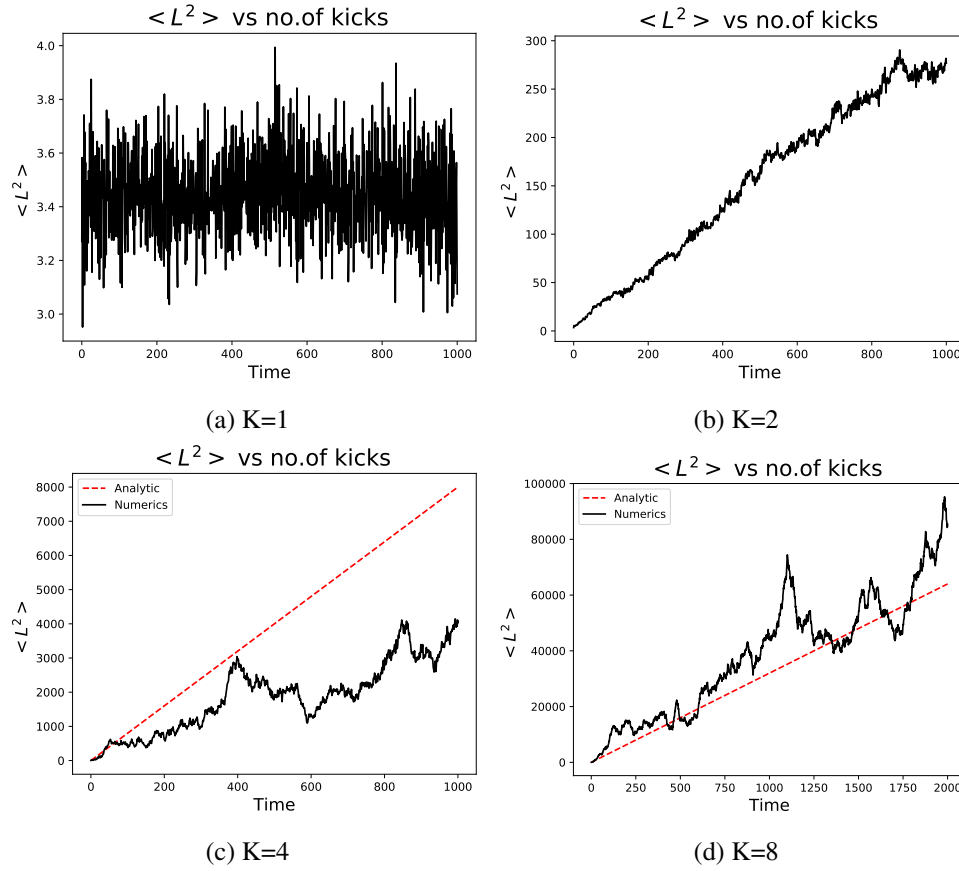 < L² > vs no.of kicks
4.0
3.8
3.6
3.4
3.2
3.0
< L² >
0 200 400 600 800 1000
Time
(a) K=1
< L² > vs no.of kicks
300
250
200
150
100
50
0
< L² >
0 200 400 600 800 1000
Time
(b) K=2
< L² > vs no.of kicks
Analytic
Numerics
8000
7000
6000
5000
4000
3000
2000
1000
0
< L² >
0 200 400 600 800 1000
Time
(c) K=4
< L² > vs no.of kicks
Analytic
Numerics
100000
80000
60000
40000
20000
0
< L² >
0 250 500 750 1000 1250 1500 1750 2000
Time
(d) K=8